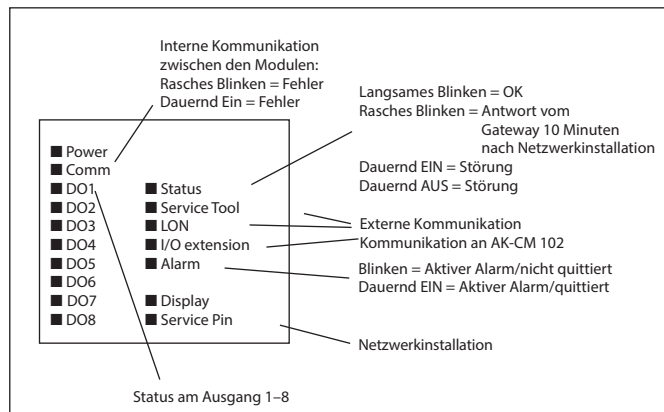 Interne Kommunikation
zwischen den Modulen:
Rasches Blinken = Fehler
Dauernd Ein = Fehler
Langsames Blinken = OK
Rasches Blinken = Antwort vom
Gateway 10 Minuten
nach Netzwerkinstallation
Dauernd EIN = Störung
Dauernd AUS = Störung
Power
Comm
DO1
DO2
DO3
DO4
DO5
DO6
DO7
DO8
Status
Service Tool
LON
I/O extension
Alarm
Display
Service Pin
Externe Kommunikation
Kommunikation an AK-CM 102
Blinken = Aktiver Alarm/nicht quittiert
Dauernd EIN = Aktiver Alarm/quittiert
Netzwerkinstallation
Status am Ausgang 1–8